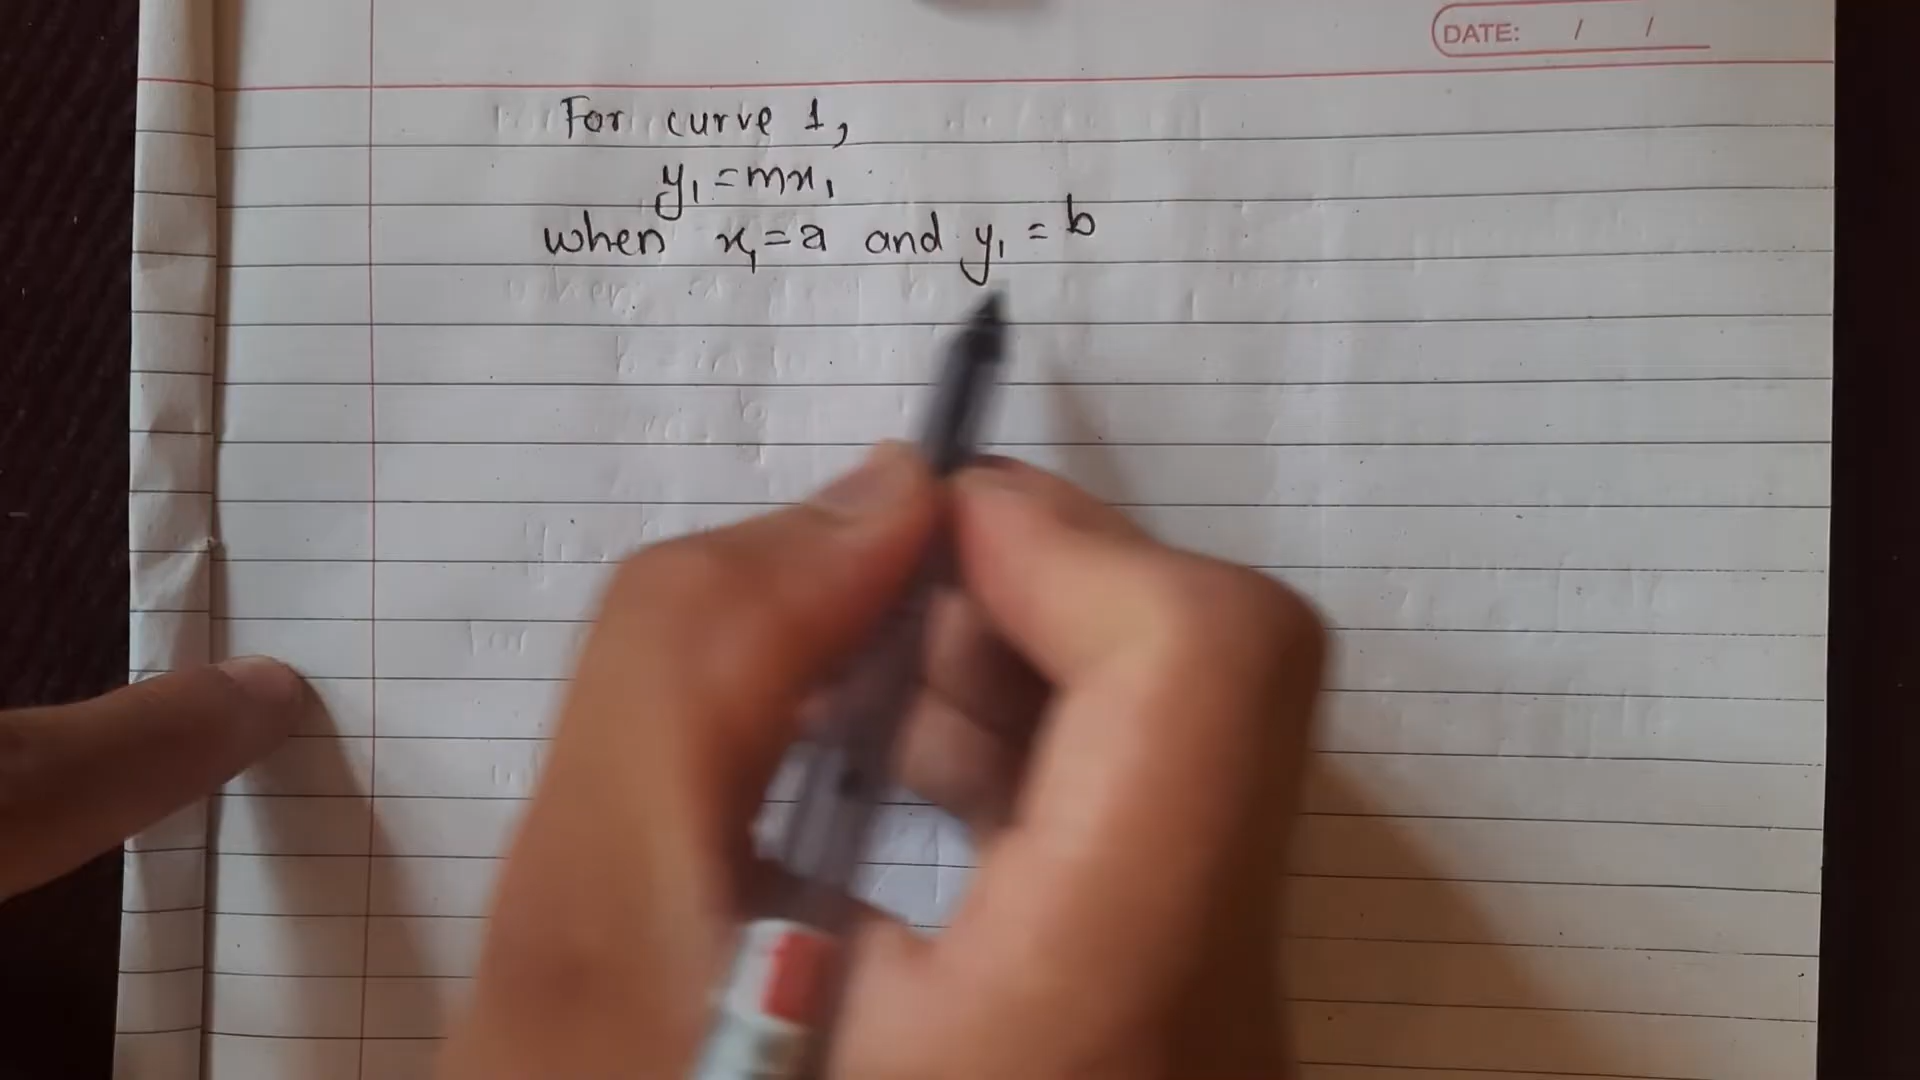 DATE: / /
For curve 1,
y₁ = mx₁
when x₁ = a and y₁ = b